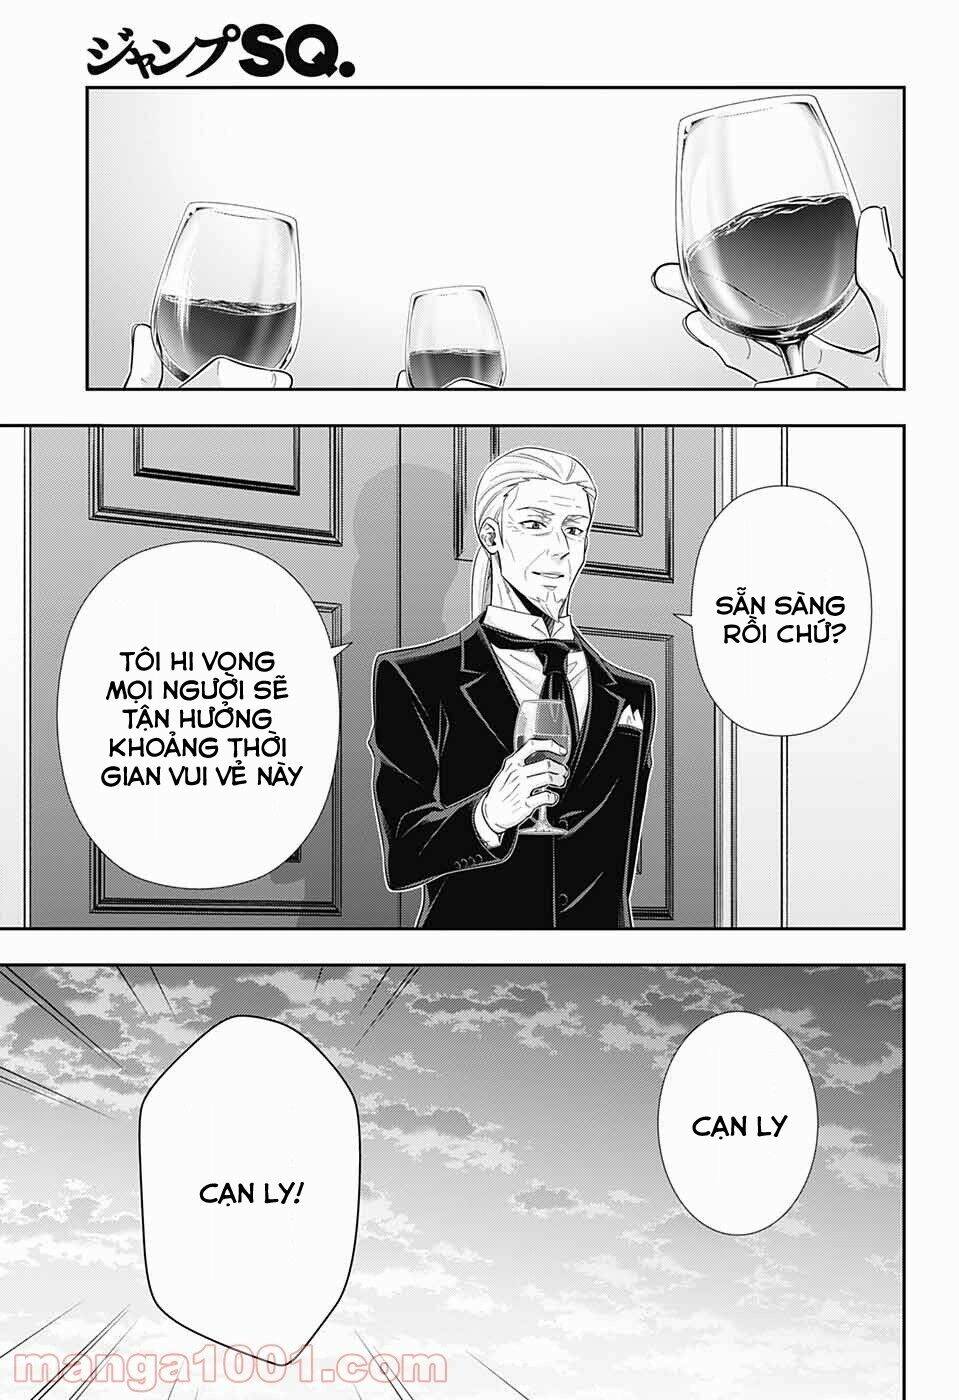 ジャンプSQ.
SẴN SÀNG
RỒI CHỨ?
TÔI HI VỌNG
MỌI NGƯỜI SẼ
TẬN HƯỞNG
KHOẢNG THỜI
GIAN VUI VẺ NÀY
CẠN LY
CẠN LY!
manga1001.com